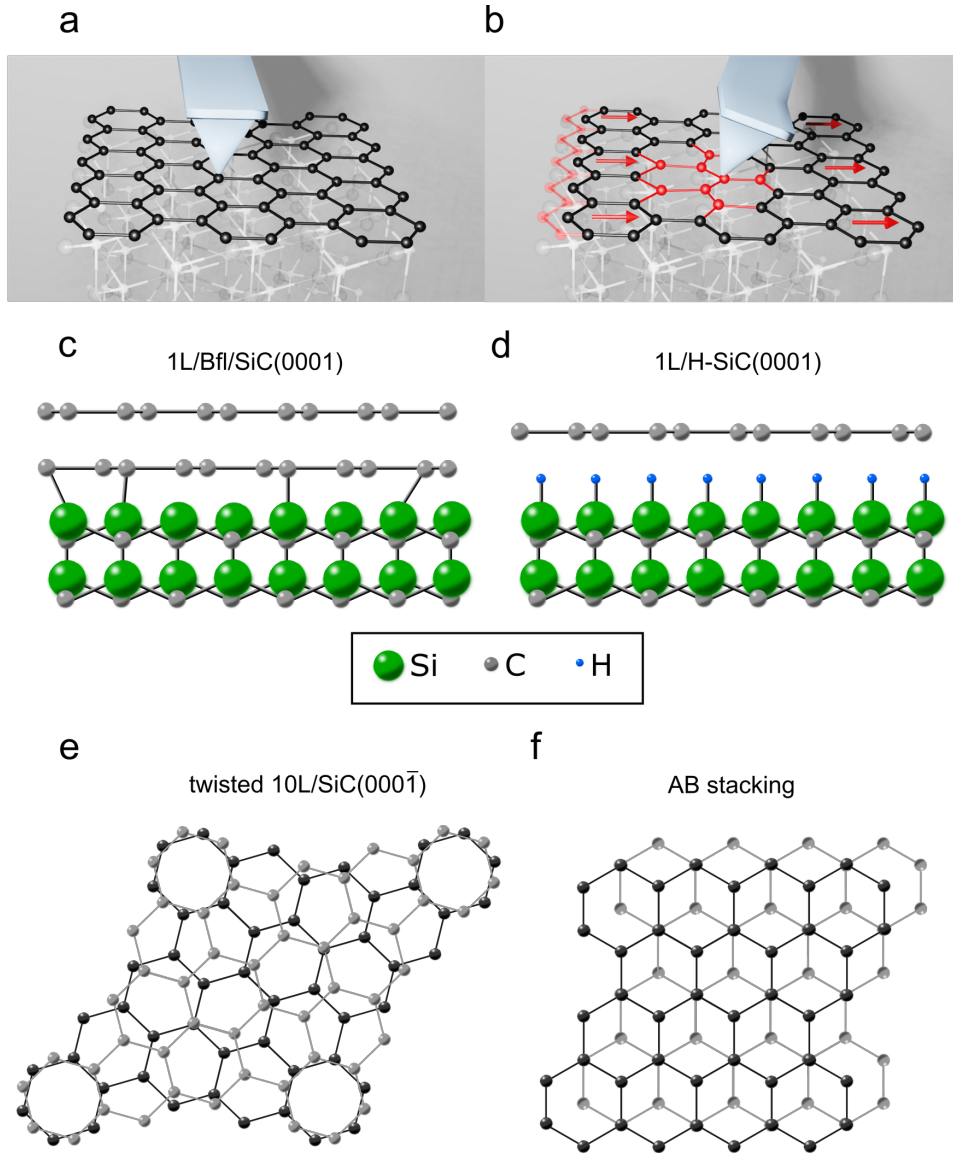 a
b
c
1L/Bfl/SiC(0001)
d
1L/H-SiC(0001)
Si
C
H
e
twisted 10L/SiC(0001̅)
f
AB stacking